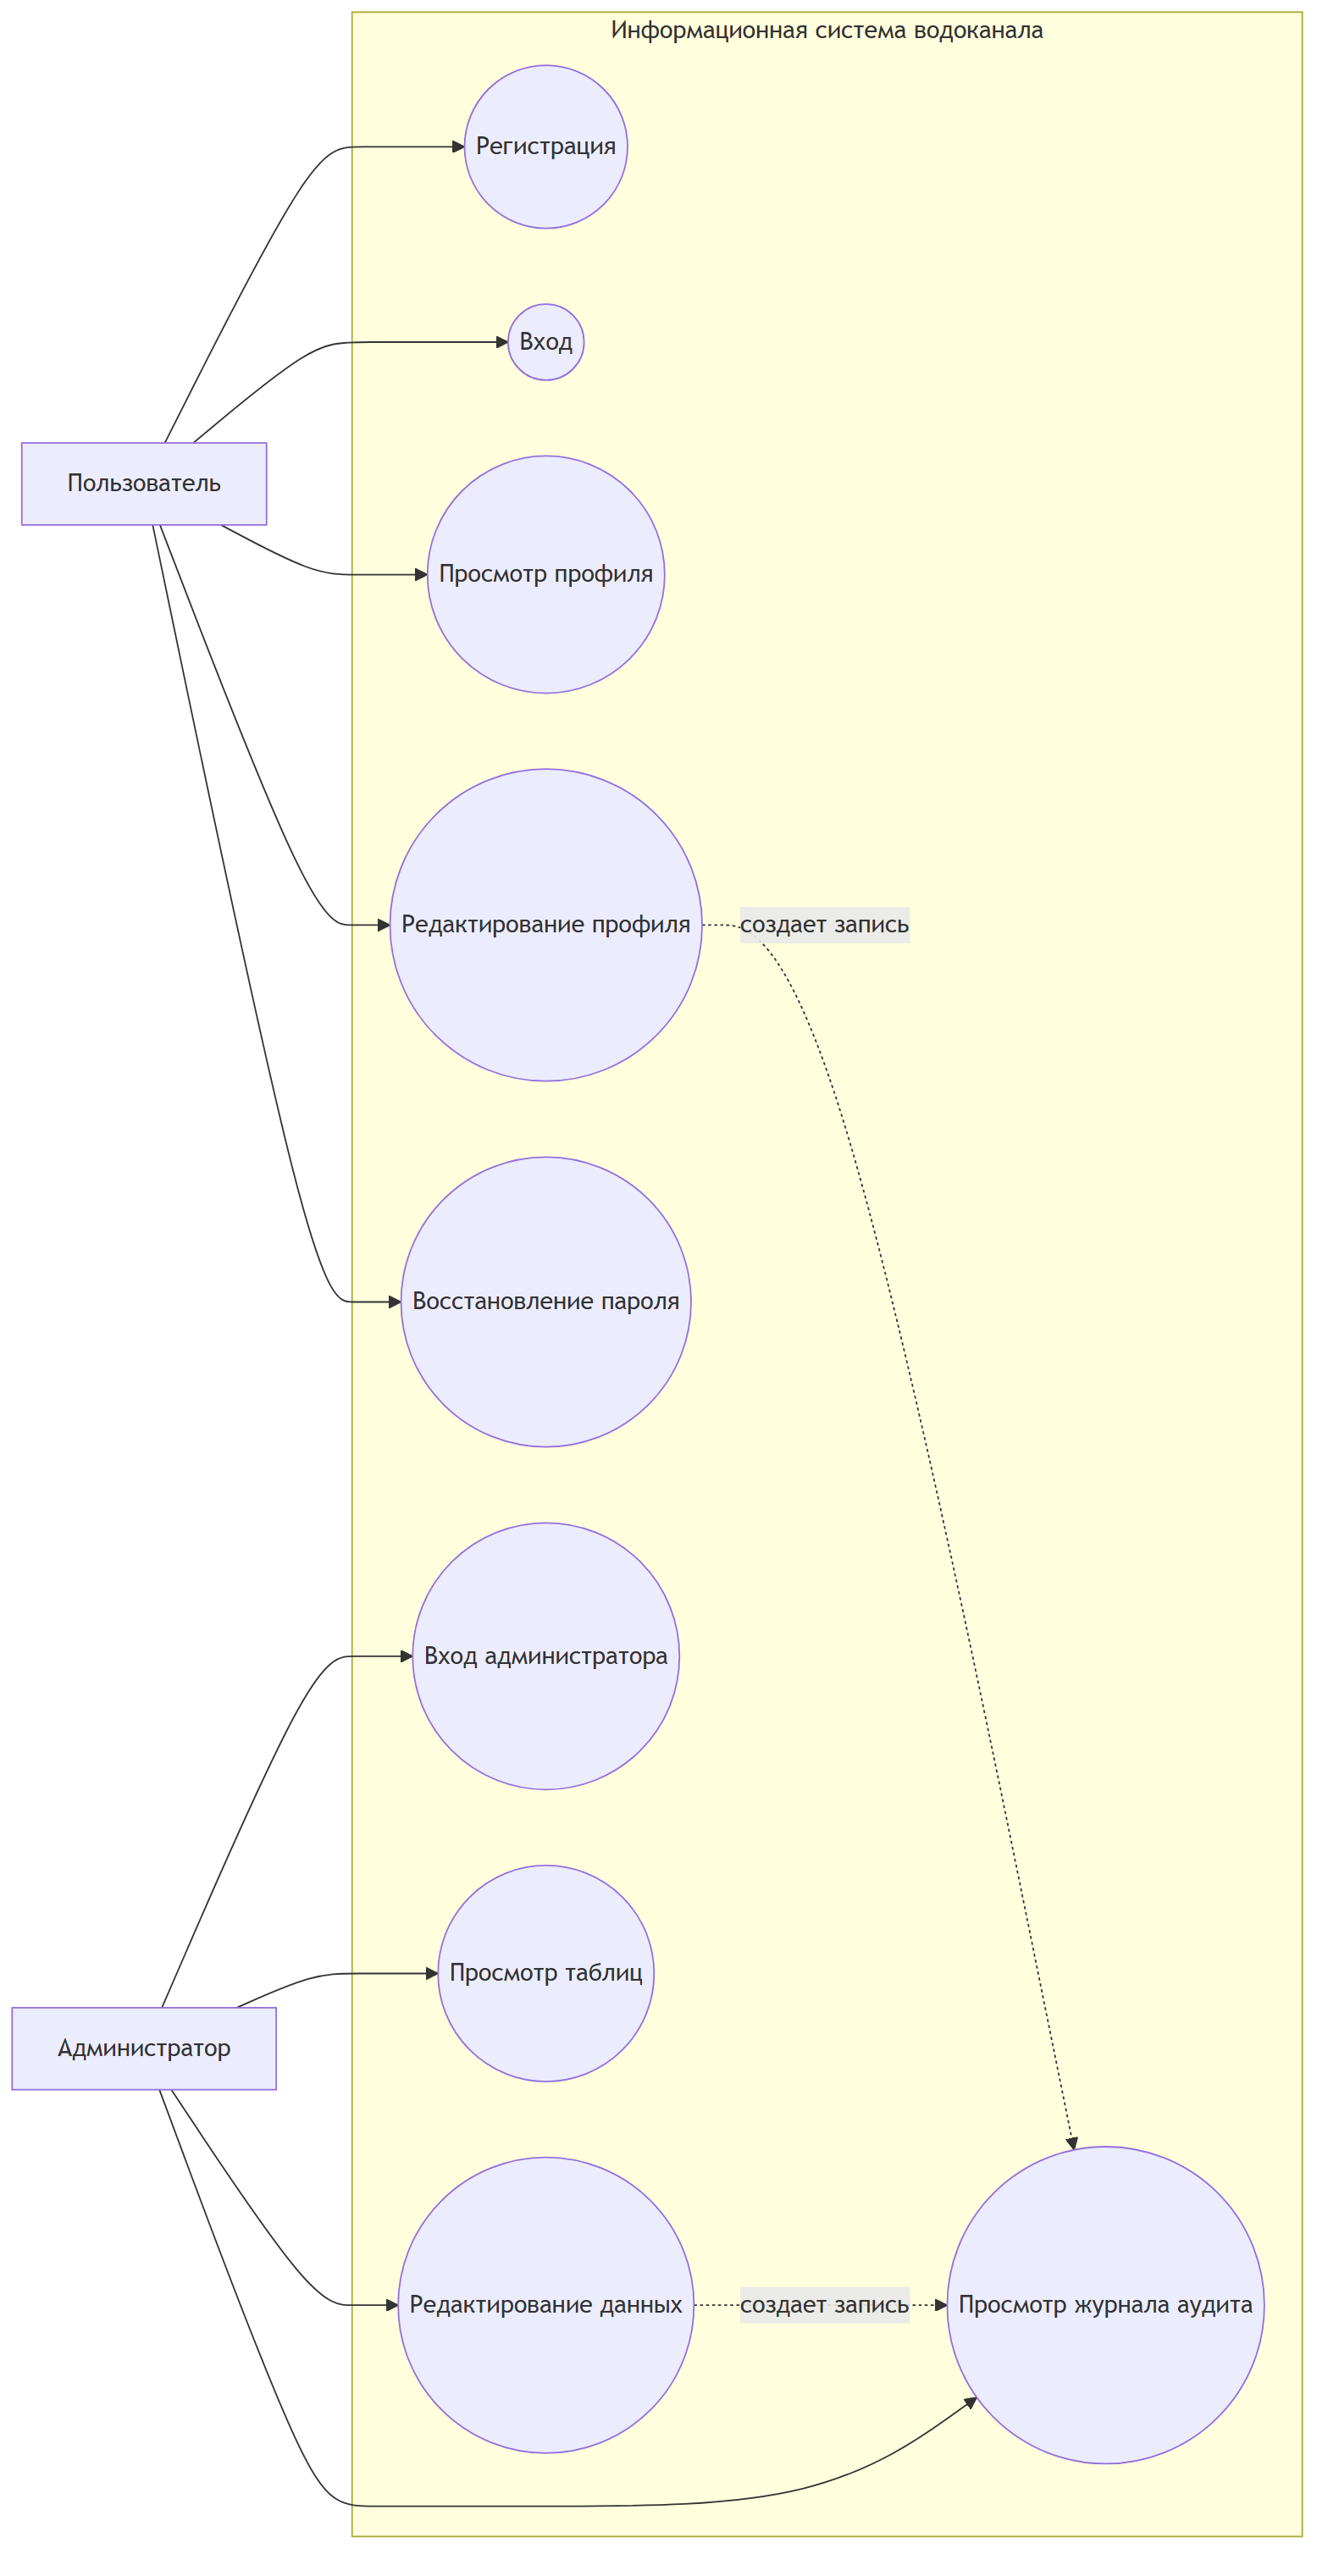 Информационная система водоканала
Регистрация
Вход
Пользователь
Просмотр профиля
Редактирование профиля
создает запись
Восстановление пароля
Вход администратора
Просмотр таблиц
Администратор
Редактирование данных
создает запись
Просмотр журнала аудита